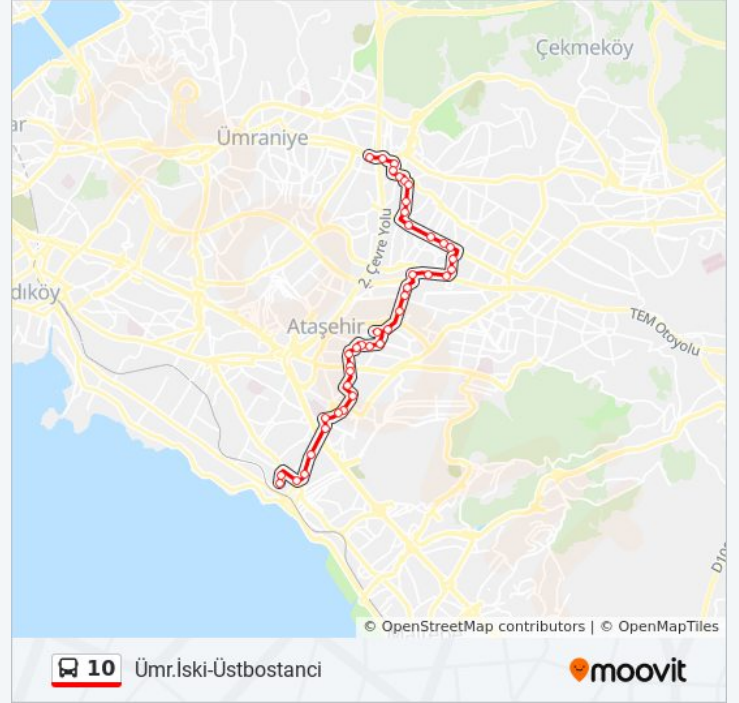 Çekmeköy
ar
Ümraniye
2. Çevre Yolu
dıköy
Ataşehir
TEM Otoyolu
D10
© OpenStreetMap contributors | © OpenMapTiles
10 Ümr.İski-Üstbostanci
moovit